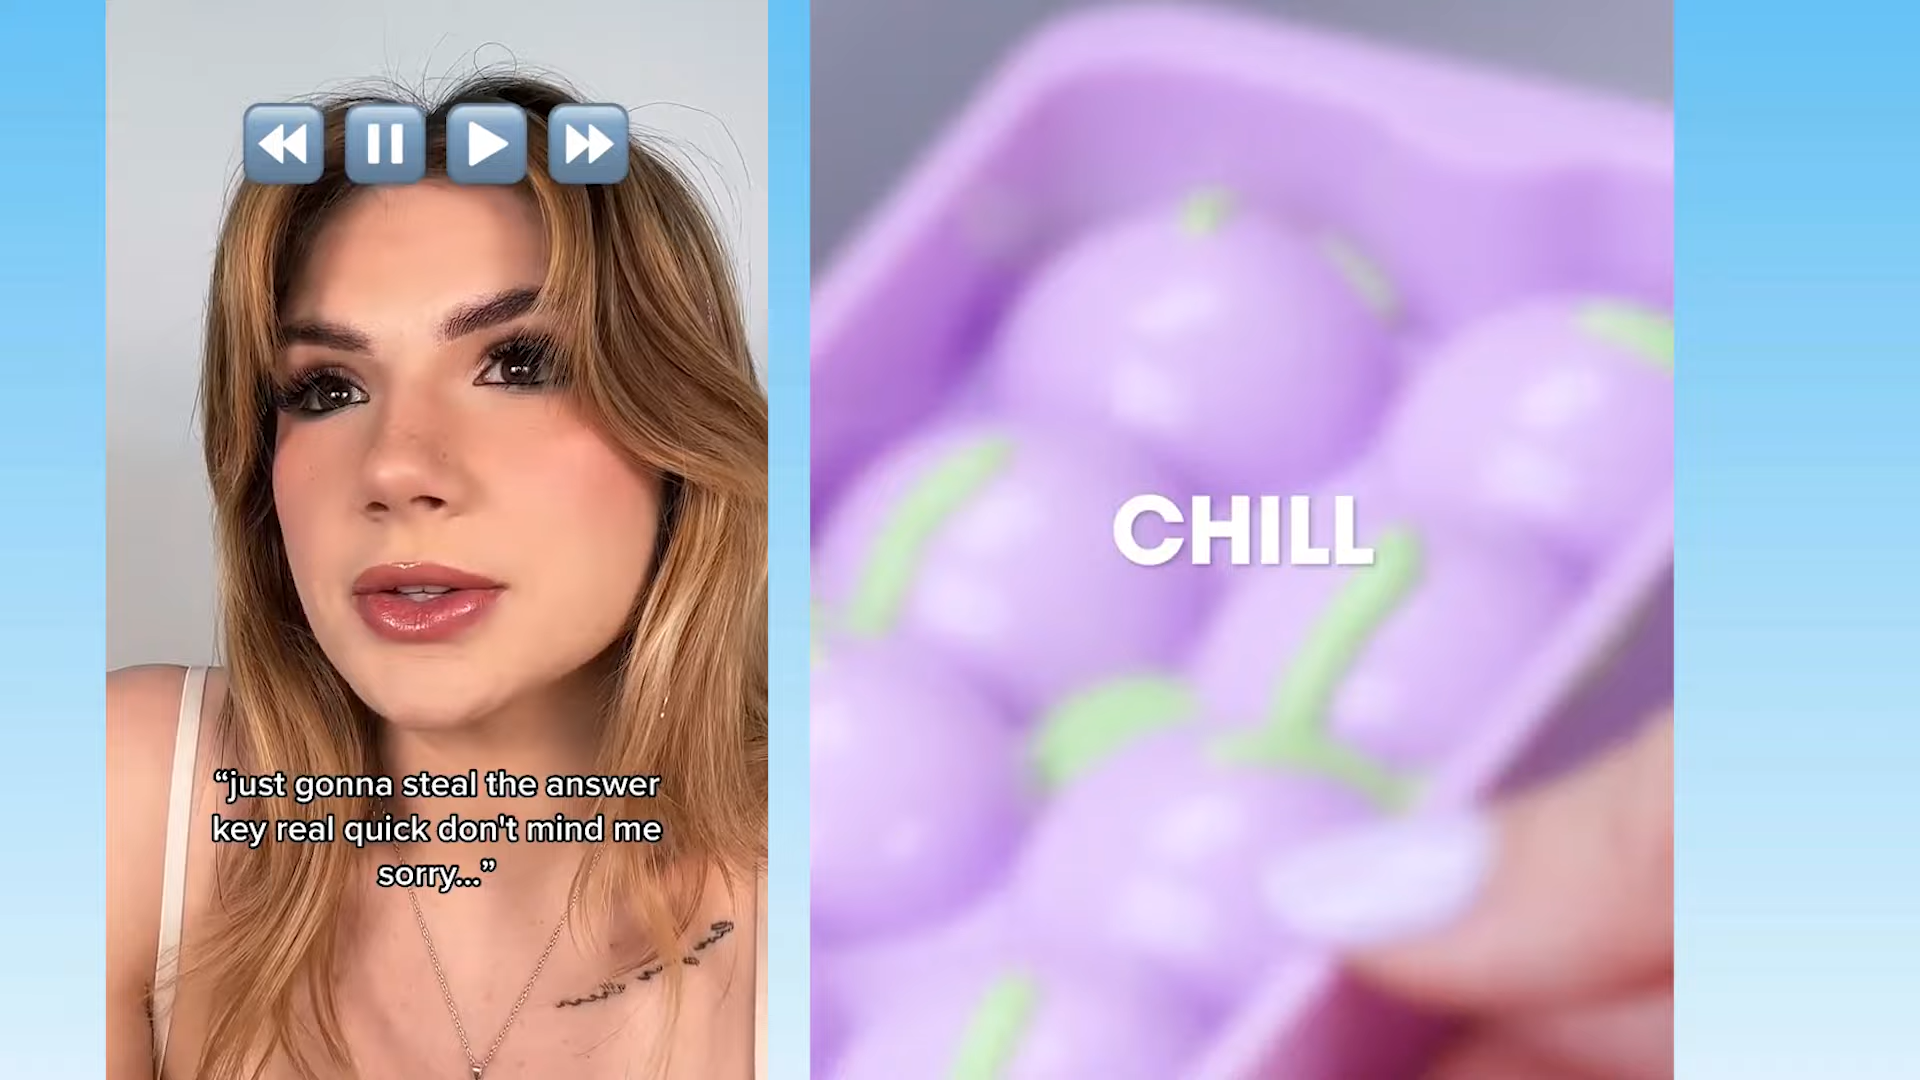 “just gonna steal the answer
key real quick don't mind me
sorry...”
CHILL